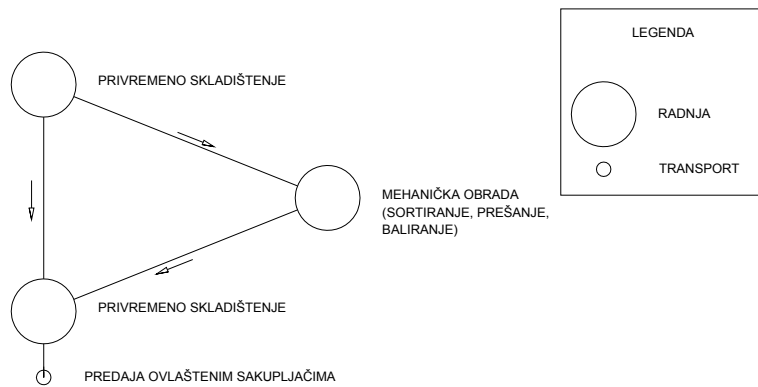 PRIVREMENO SKLADIŠTENJE
MEHANIČKA OBRADA
(SORTIRANJE, PREŠANJE,
BALIRANJE)
PRIVREMENO SKLADIŠTENJE
PREDAJA OVLAŠTENIM SAKUPLJAČIMA
LEGENDA
RADNJA
TRANSPORT